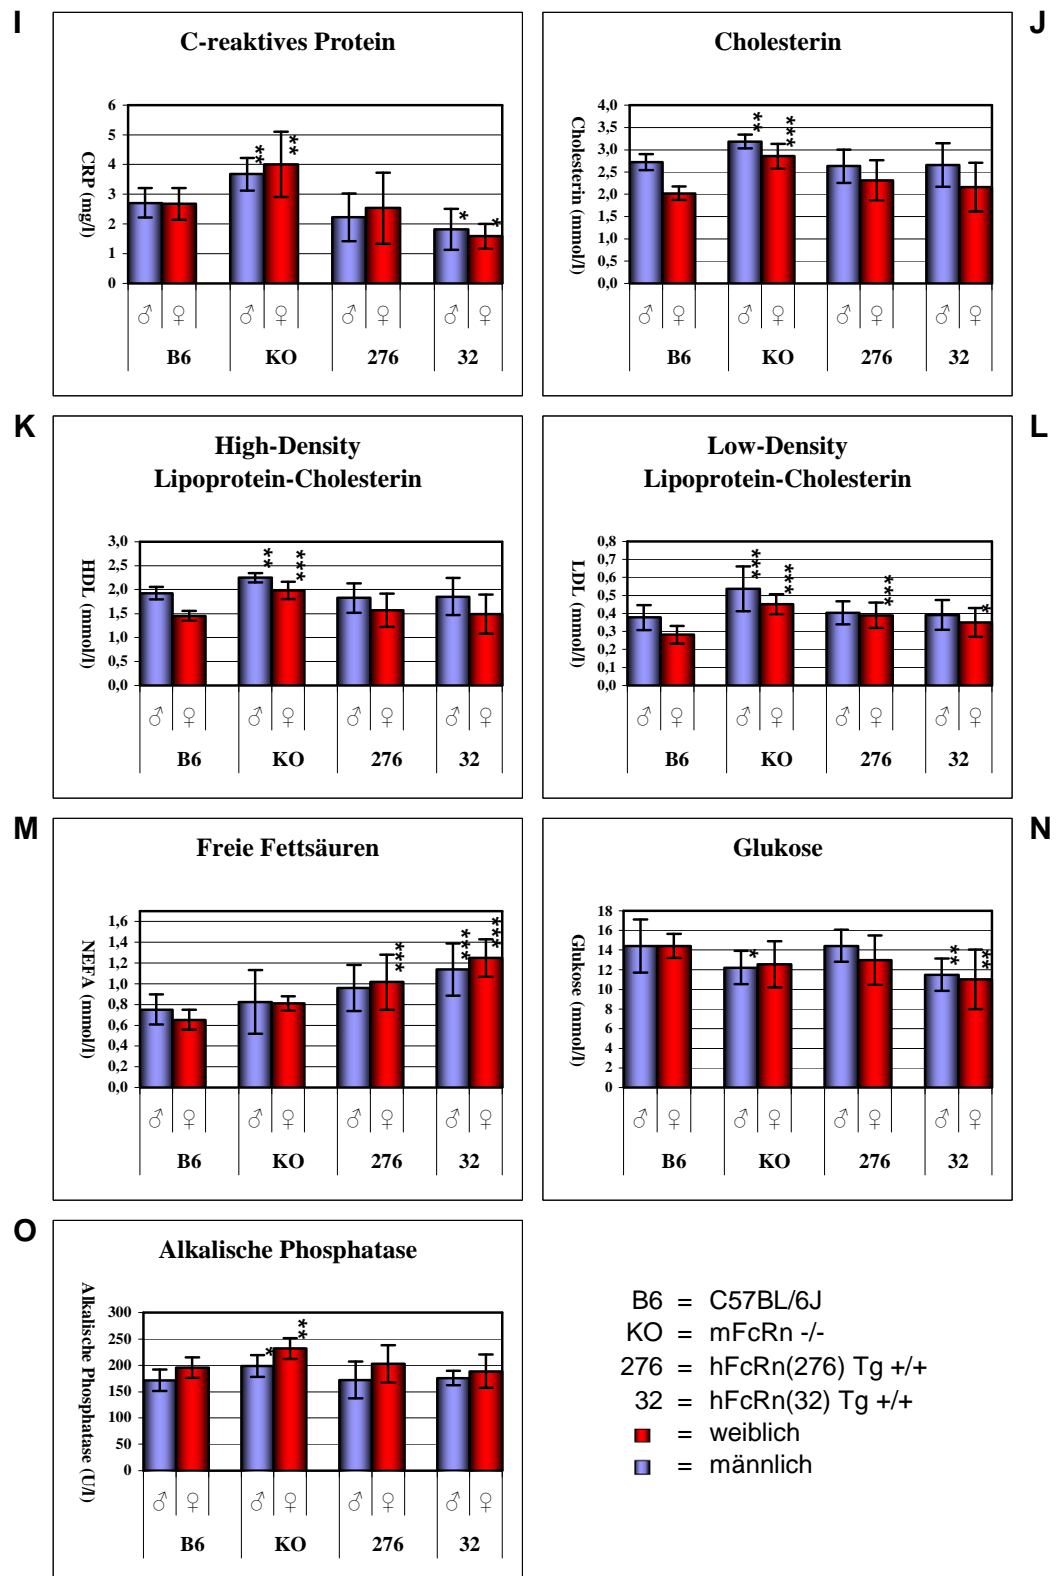 I
C-reaktives Protein
CRP (mg/l)
6
5
4
3
2
1
0
**
**
*
*
♂ ♀ ♂ ♀ ♂ ♀ ♂ ♀
B6 KO 276 32
J
Cholesterin
Cholesterin (mmol/l)
4,0
3,5
3,0
2,5
2,0
1,5
1,0
0,5
0,0
**
***
♂ ♀ ♂ ♀ ♂ ♀ ♂ ♀
B6 KO 276 32
K
High-Density
Lipoprotein-Cholesterin
HDL (mmol/l)
3,0
2,5
2,0
1,5
1,0
0,5
0,0
**
***
♂ ♀ ♂ ♀ ♂ ♀ ♂ ♀
B6 KO 276 32
L
Low-Density
Lipoprotein-Cholesterin
LDL (mmol/l)
0,8
0,7
0,6
0,5
0,4
0,3
0,2
0,1
0,0
***
***
***
*
♂ ♀ ♂ ♀ ♂ ♀ ♂ ♀
B6 KO 276 32
M
Freie Fettsäuren
NEFA (mmol/l)
1,6
1,4
1,2
1,0
0,8
0,6
0,4
0,2
0,0
***
***
***
♂ ♀ ♂ ♀ ♂ ♀ ♂ ♀
B6 KO 276 32
N
Glukose
Glukose (mmol/l)
18
16
14
12
10
8
6
4
2
0
*
**
**
♂ ♀ ♂ ♀ ♂ ♀ ♂ ♀
B6 KO 276 32
O
Alkalische Phosphatase
Alkalische Phosphatase (U/l)
300
250
200
150
100
50
0
*
**
♂ ♀ ♂ ♀ ♂ ♀ ♂ ♀
B6 KO 276 32
B6 = C57BL/6J
KO = mFcRn -/-
276 = hFcRn(276) Tg +/+
32 = hFcRn(32) Tg +/+
= weiblich
= männlich